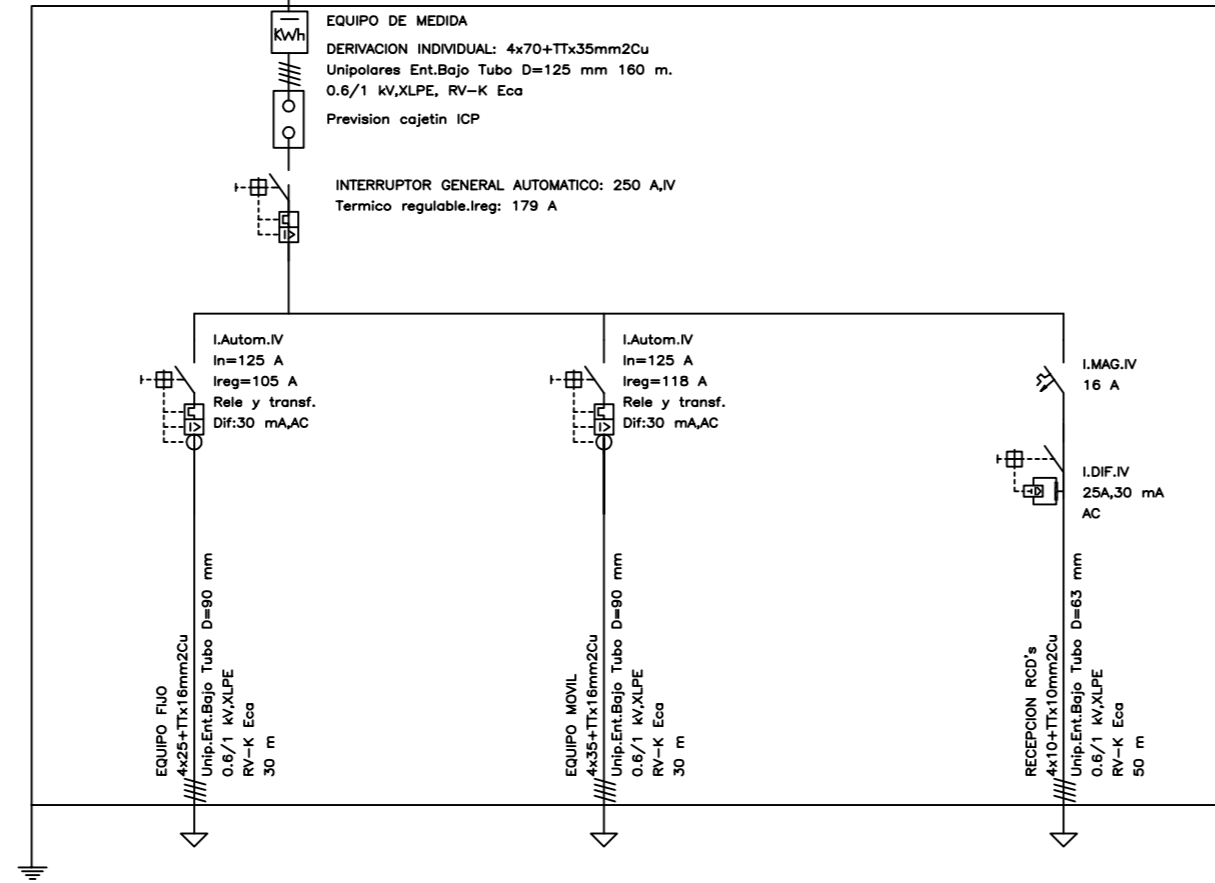 KWh
EQUIPO DE MEDIDA
DERIVACION INDIVIDUAL: 4x70+TTx35mm2Cu
Unipolares Ent.Bajo Tubo D=125 mm 160 m.
0.6/1 kV,XLPE, RV-K Eca
Prevision cajetin ICP
INTERRUPTOR GENERAL AUTOMATICO: 250 A,IV
Termico regulable.Ireg: 179 A
I>
I.Autom.IV
In=125 A
Ireg=105 A
Rele y transf.
Dif:30 mA,AC
I>
I.Autom.IV
In=125 A
Ireg=118 A
Rele y transf.
Dif:30 mA,AC
I>
I.MAG.IV
16 A
I.DIF.IV
25A,30 mA
AC
EQUIPO FIJO
4x25+TTx16mm2Cu
Unip.Ent.Bajo Tubo D=90 mm
0.6/1 kV,XLPE
RV-K Eca
30 m
EQUIPO MOVIL
4x35+TTx16mm2Cu
Unip.Ent.Bajo Tubo D=90 mm
0.6/1 kV,XLPE
RV-K Eca
30 m
RECEPCION RCD's
4x10+TTx10mm2Cu
Unip.Ent.Bajo Tubo D=63 mm
0.6/1 kV,XLPE
RV-K Eca
50 m